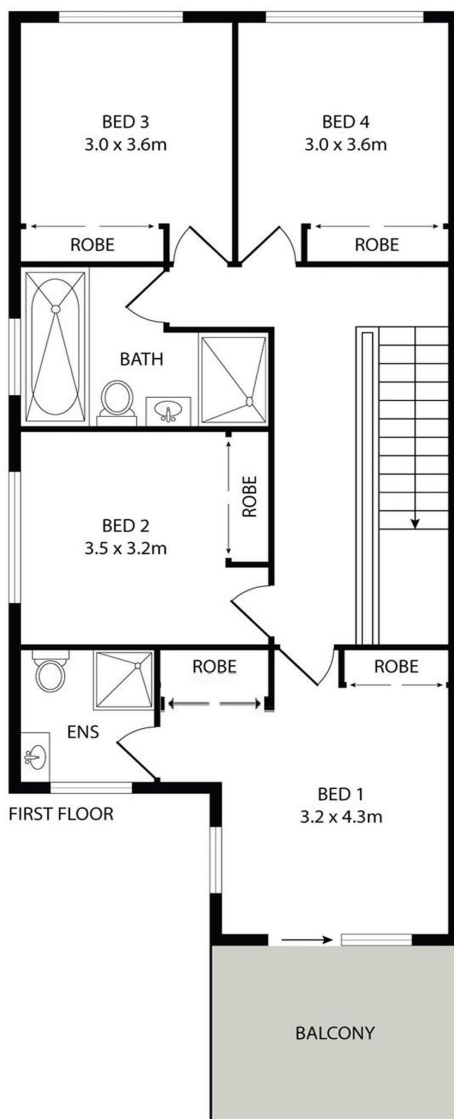 BED 3
3.0 x 3.6m
BED 4
3.0 x 3.6m
ROBE
ROBE
BATH
ROBE
BED 2
3.5 x 3.2m
ROBE
ROBE
ENS
BED 1
3.2 x 4.3m
FIRST FLOOR
BALCONY